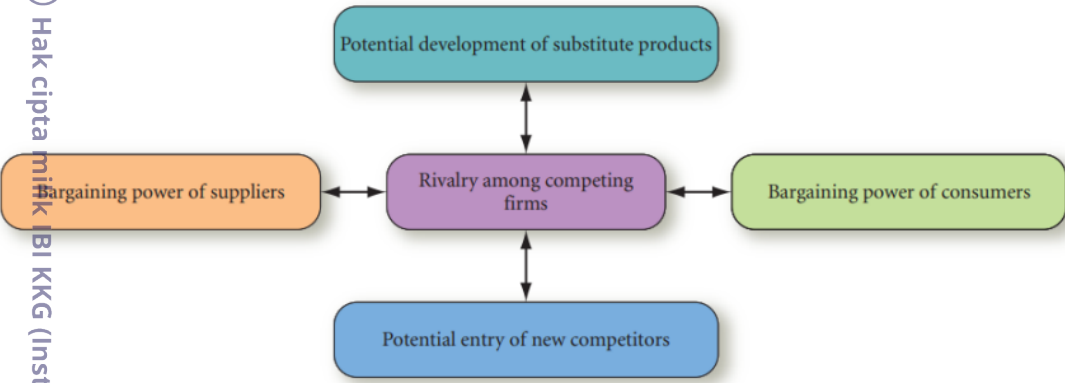 Potential development of substitute products
Bargaining power of suppliers
Rivalry among competing
firms
Bargaining power of consumers
Potential entry of new competitors
Hak cipta milik IBI KKG (Inst